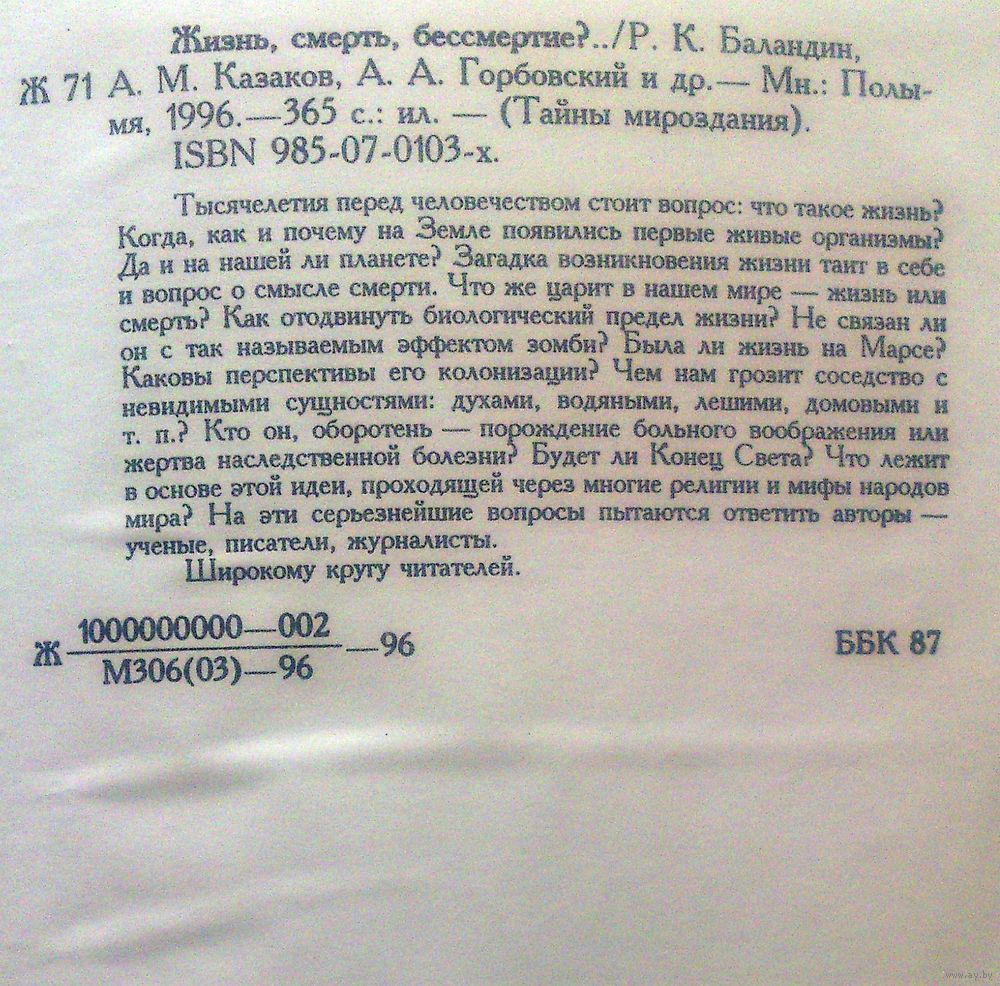 Жизнь, смерть, бессмертие?../Р. К. Баландин,
Ж 71 А. М. Казаков, А. А. Горбовский и др.— Мн.: Полы-
мя, 1996.—365 с.: ил. — (Тайны мироздания).
ISBN 985-07-0103-х.
Тысячелетия перед человечеством стоит вопрос: что такое жизнь?
Когда, как и почему на Земле появились первые живые организмы?
Да и на нашей ли планете? Загадка возникновения жизни таит в себе
и вопрос о смысле смерти. Что же царит в нашем мире — жизнь или
смерть? Как отодвинуть биологический предел жизни? Не связан ли
он с так называемым эффектом зомби? Была ли жизнь на Марсе?
Каковы перспективы его колонизации? Чем нам грозит соседство с
невидимыми сущностями: духами, водяными, лешими, домовыми и
т. п.? Кто он, оборотень — порождение больного воображения или
жертва наследственной болезни? Будет ли Конец Света? Что лежит
в основе этой идеи, проходящей через многие религии и мифы народов
мира? На эти серьезнейшие вопросы пытаются ответить авторы —
ученые, писатели, журналисты.
Широкому кругу читателей.
1000000000—002
Ж —96 ББК 87
М306(03)—96
www.ay.by